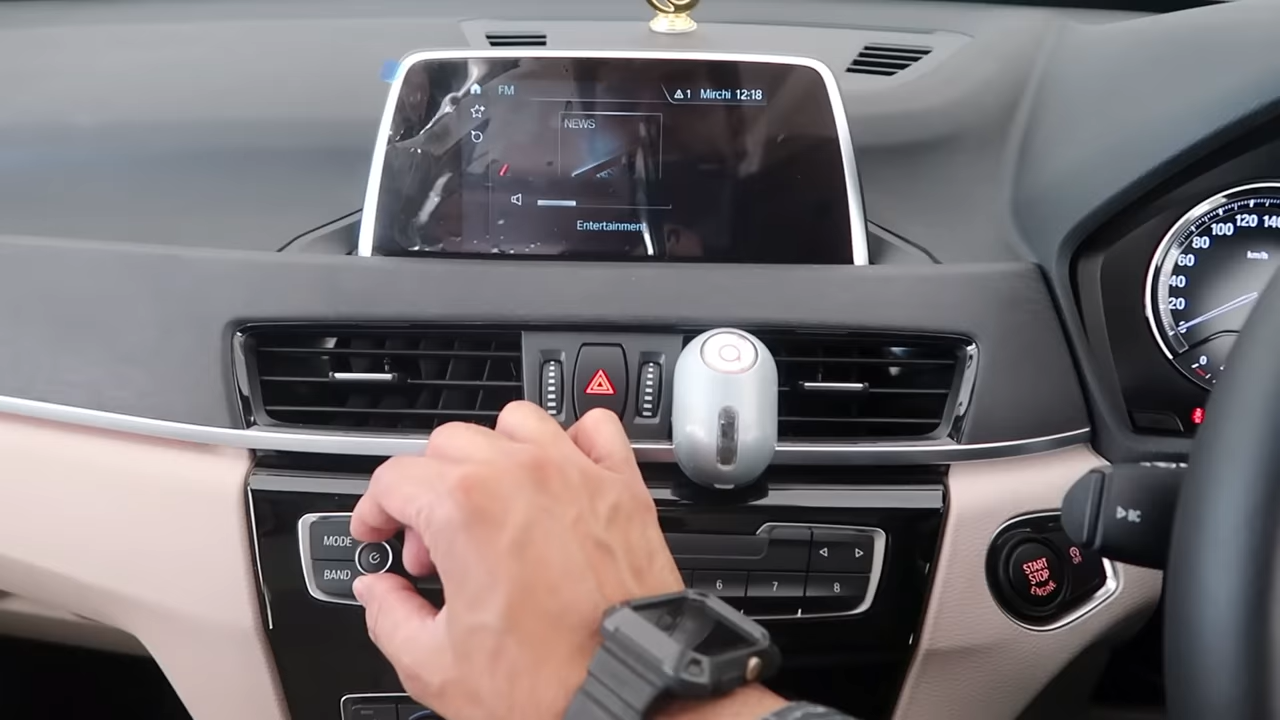 FM
Mirchi 12:18
1
NEWS
Entertainment
MODE
BAND
6 7 8
START
STOP
ENGINE
OFF
20
40
60
80
100
120
140
km/h
0
BC